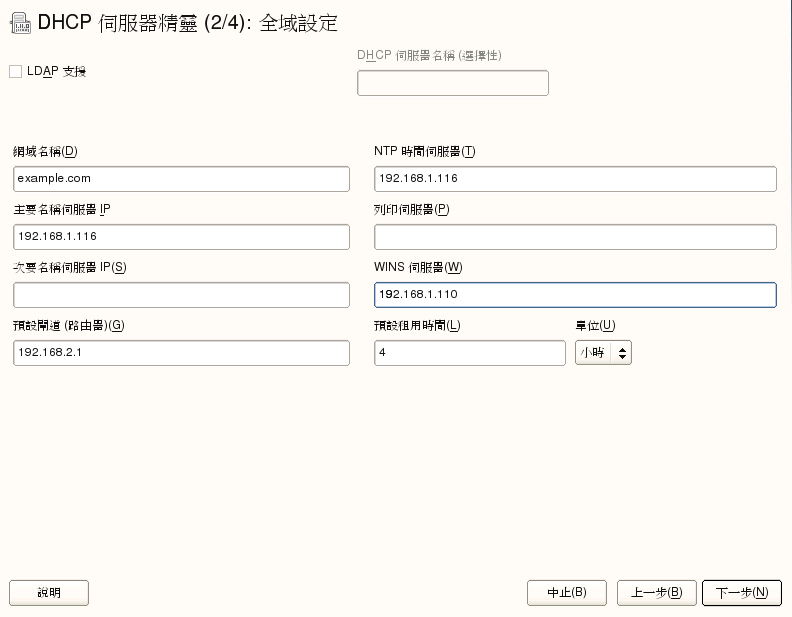 DHCP 伺服器精靈 (2/4): 全域設定
LDAP 支援
DHCP 伺服器名稱 (選擇性)
網域名稱(D)
example.com
NTP 時間伺服器(T)
192.168.1.116
主要名稱伺服器 IP
192.168.1.116
列印伺服器(P)
次要名稱伺服器 IP(S)
WINS 伺服器(W)
192.168.1.110
預設閘道 (路由器)(G)
192.168.2.1
預設租用時間(L)
4
單位(U)
小時
說明
中止(B)
上一步(B)
下一步(N)